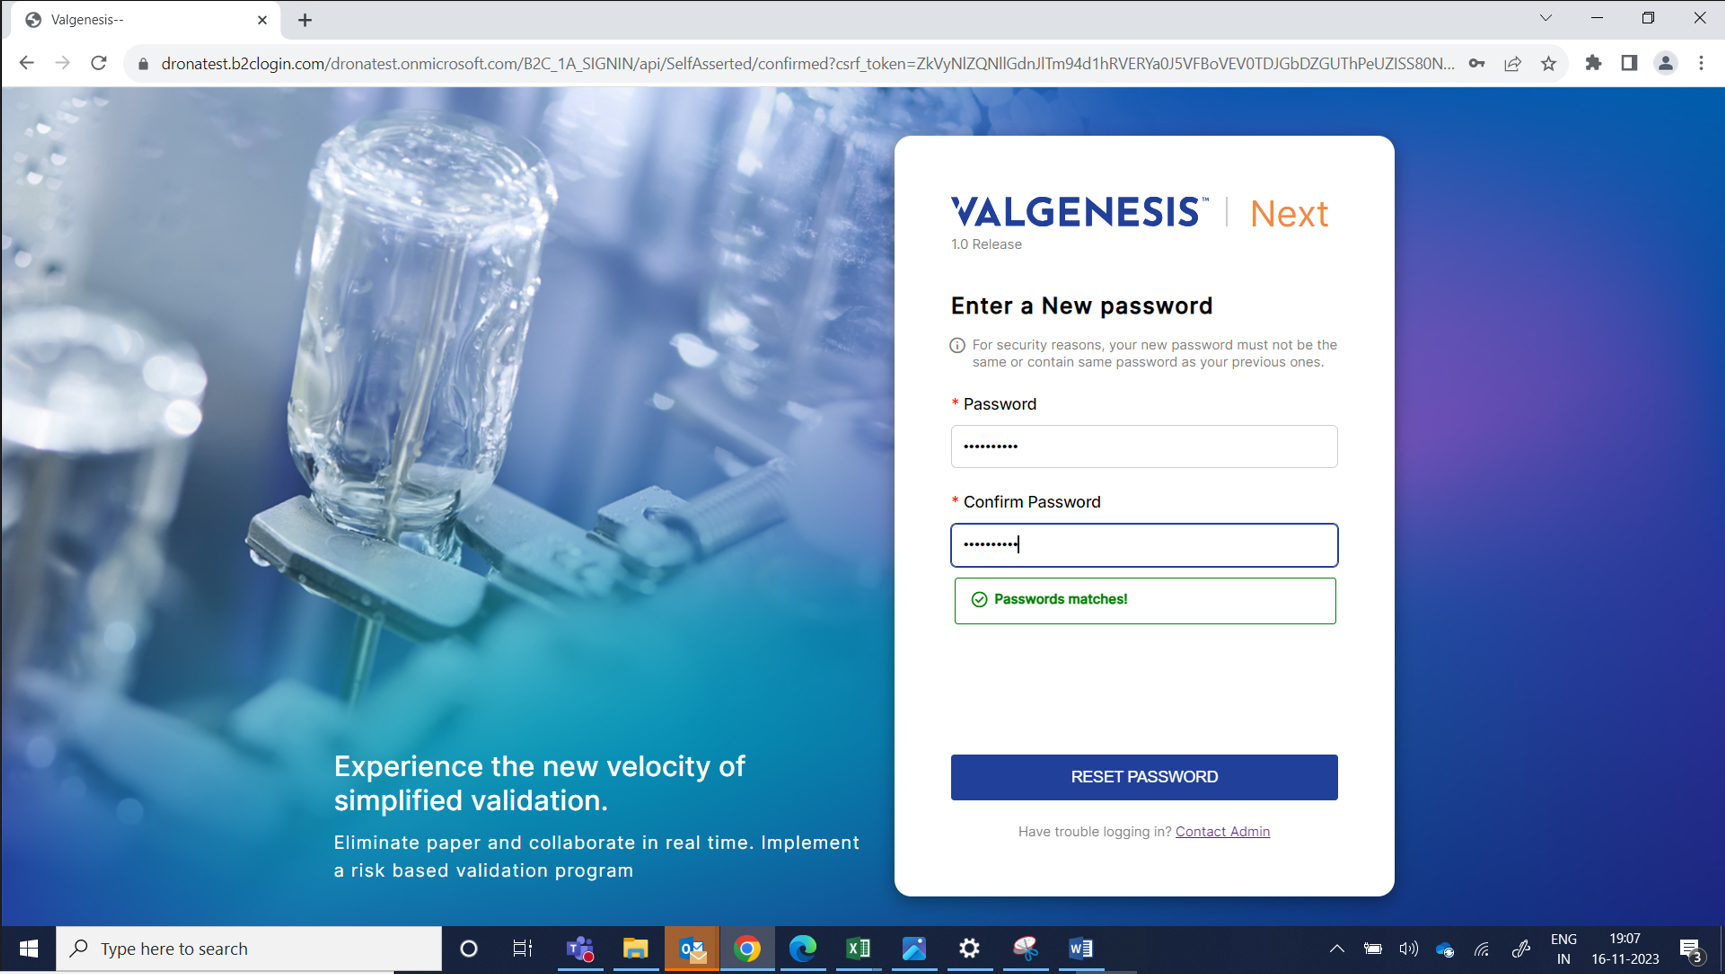 Valgenesis--
dronatest.b2clogin.com/dronatest.onmicrosoft.com/B2C_1A_SIGNIN/api/SelfAsserted/confirmed?csrf_token=
VALGENESIS™ | Next
1.0 Release
Enter a New password
For security reasons, your new password must not be the
same or contain same password as your previous ones.
* Password
••••••••••
* Confirm Password
••••••••••
Passwords matches!
RESET PASSWORD
Have trouble logging in? Contact Admin
Experience the new velocity of
simplified validation.
Eliminate paper and collaborate in real time. Implement
a risk based validation program
Type here to search
ENG
IN
19:07
16-11-2023
3